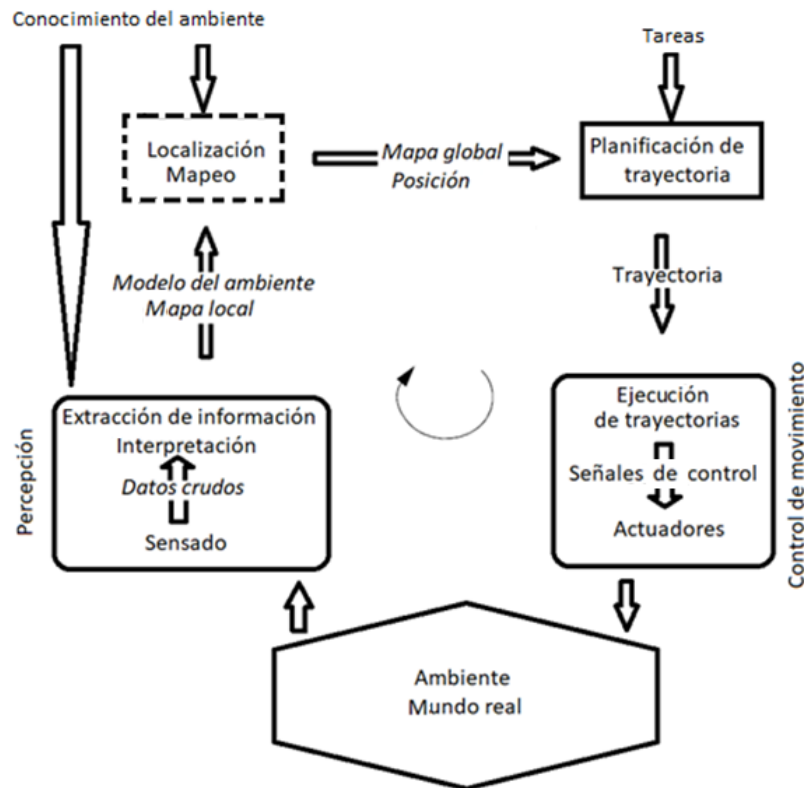 Conocimiento del ambiente
Tareas
Localización
Mapeo
Mapa global
Posición
Planificación de
trayectoria
Modelo del ambiente
Mapa local
Trayectoria
Percepción
Extracción de información
Interpretación
Datos crudos
Sensado
Ejecución
de trayectorias
Señales de control
Actuadores
Control de movimiento
Ambiente
Mundo real